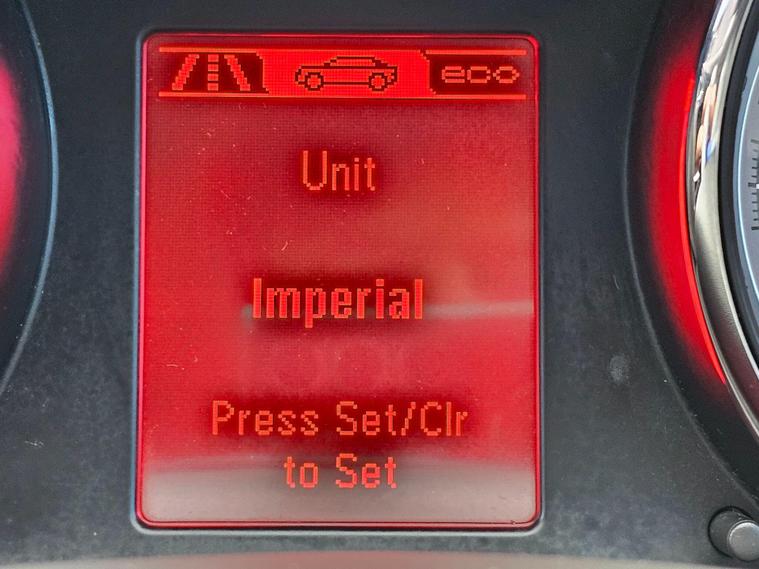 eco
Unit
Imperial
Press Set/Clr
to Set